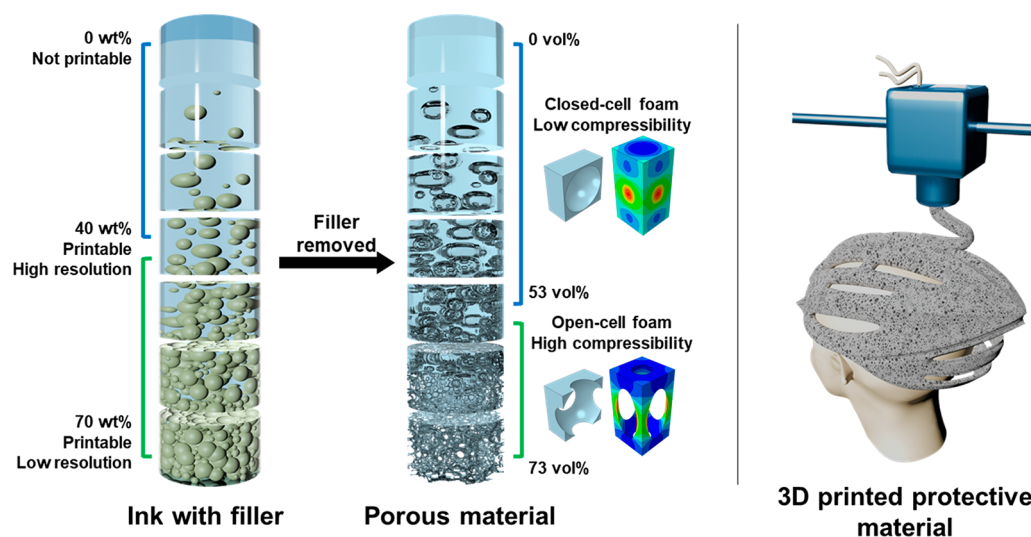 0 wt%
Not printable
40 wt%
Printable
High resolution
70 wt%
Printable
Low resolution
Ink with filler
Filler
removed
0 vol%
Closed-cell foam
Low compressibility
53 vol%
Open-cell foam
High compressibility
73 vol%
Porous material
3D printed protective
material